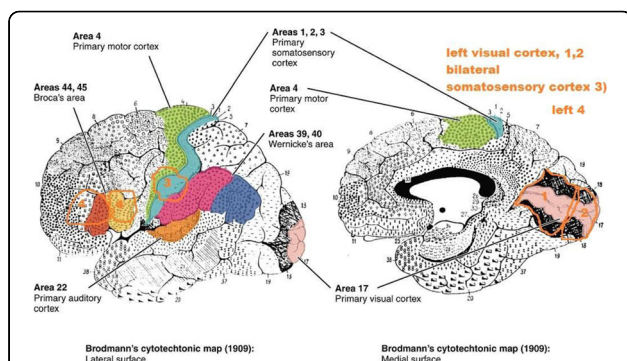 Area 4
Primary motor cortex
Areas 1, 2, 3
Primary
somatosensory
cortex
left visual cortex, 1,2
bilateral
somatosensory cortex 3)
left 4
Areas 44, 45
Broca's area
Area 4
Primary motor cortex
Areas 39, 40
Wernicke's area
Area 22
Primary auditory
cortex
Area 17
Primary visual cortex
Brodmann's cytotechtonic map (1909):
Lateral surface
Brodmann's cytotechtonic map (1909):
Medial surface